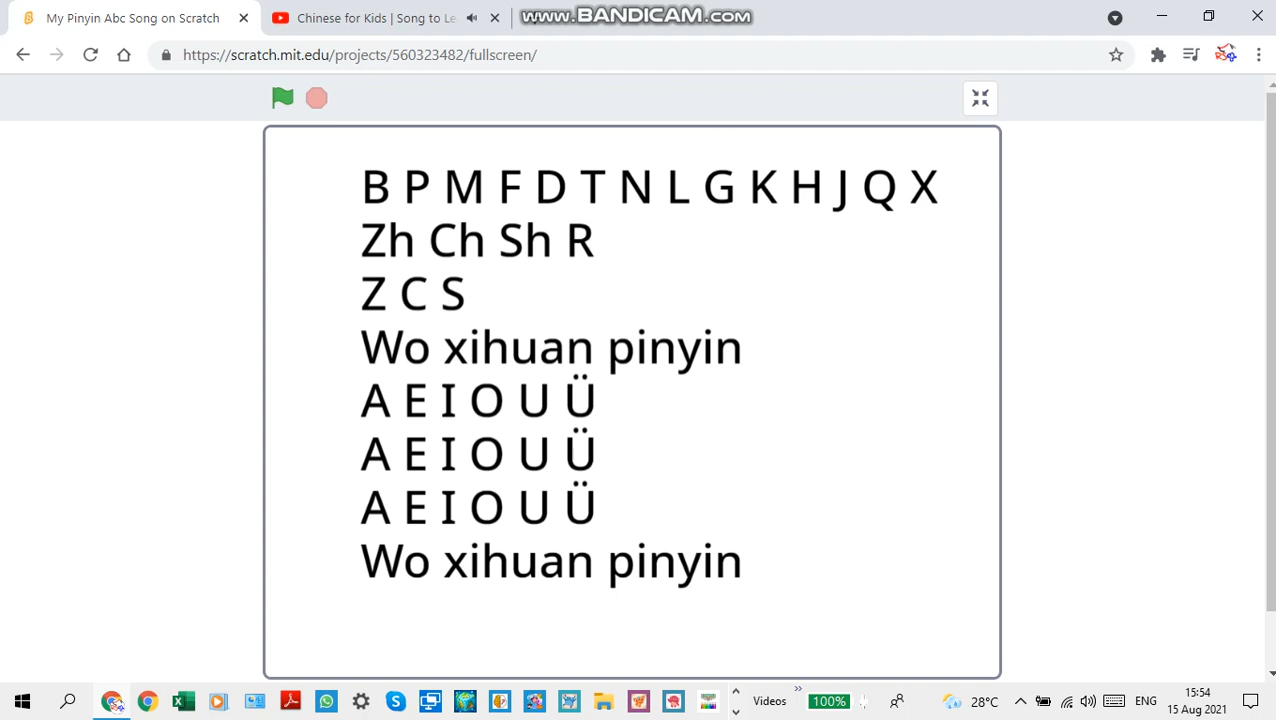 My Pinyin Abc Song on Scratch
Chinese for Kids | Song to Le
www.BANDICAM.com
https://scratch.mit.edu/projects/560323482/fullscreen/
B P M F D T N L G K H J Q X
Zh Ch Sh R
Z C S
Wo xihuan pinyin
A E I O U Ü
A E I O U Ü
A E I O U Ü
Wo xihuan pinyin
Videos
100%
28°C
ENG
15:54
15 Aug 2021